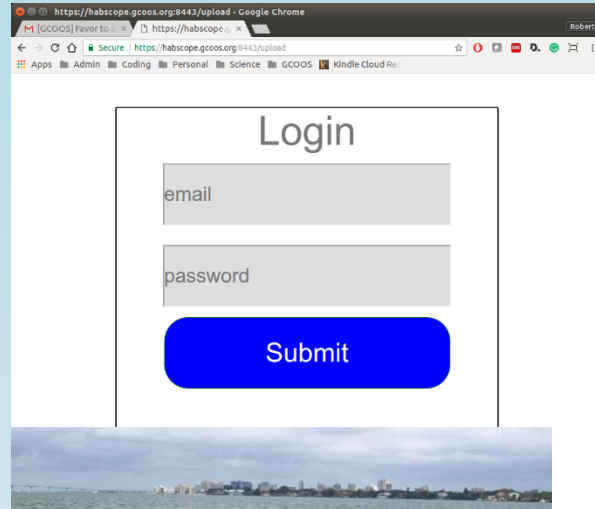 https://habscope.gcoos.org:8443/upload - Google Chrome
[GCOOS] Favor to a
https://habscope.g
Robert
Secure
https://habscope.gcoos.org:8443/upload
Apps
Admin
Coding
Personal
Science
GCOOS
Kindle Cloud Rea
Login
email
password
Submit